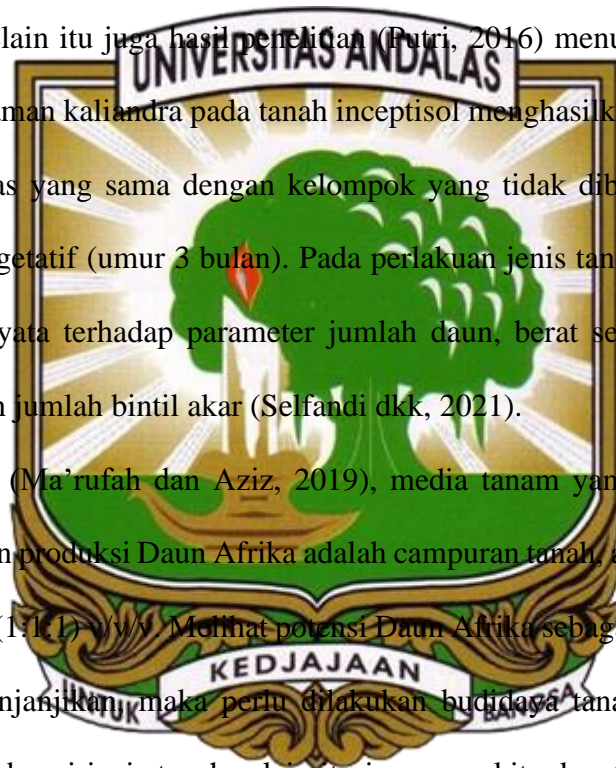 lain itu juga hasil penelitian (Putri, 2016) menu
UNIVERSITAS ANDALAS
man kaliandra pada tanah inceptisol menghasilk
as yang sama dengan kelompok yang tidak dib
getatif (umur 3 bulan). Pada perlakuan jenis tan
yata terhadap parameter jumlah daun, berat se
n jumlah bintil akar (Selfandi dkk, 2021).
(Ma’rufah dan Aziz, 2019), media tanam yan
n produksi Daun Afrika adalah campuran tanah,
(1:1:1) v/v/v. Melihat potensi Daun Afrika sebag
KEDJAJAAN
UNTUK BANGSA
njanjikan, maka perlu dilakukan budidaya tana